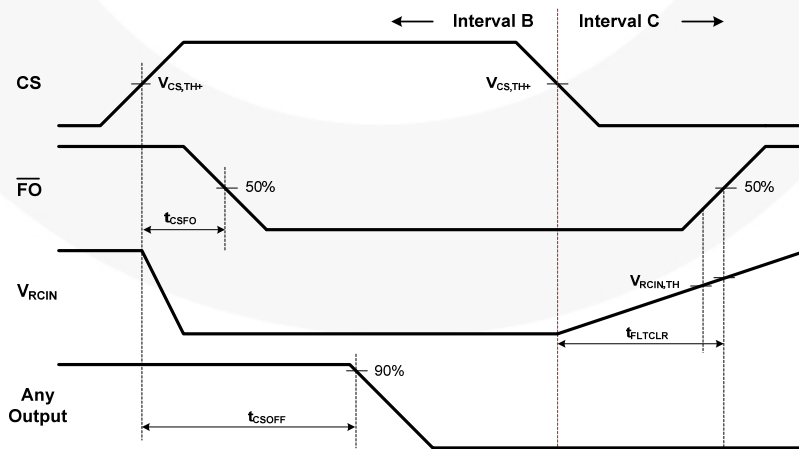 Interval B
Interval C
CS
VCS,TH+
VCS,TH+
FO
50%
50%
tCSFO
VRCIN
VRCIN,TH
tFLTCLR
Any
Output
90%
tCSOFF